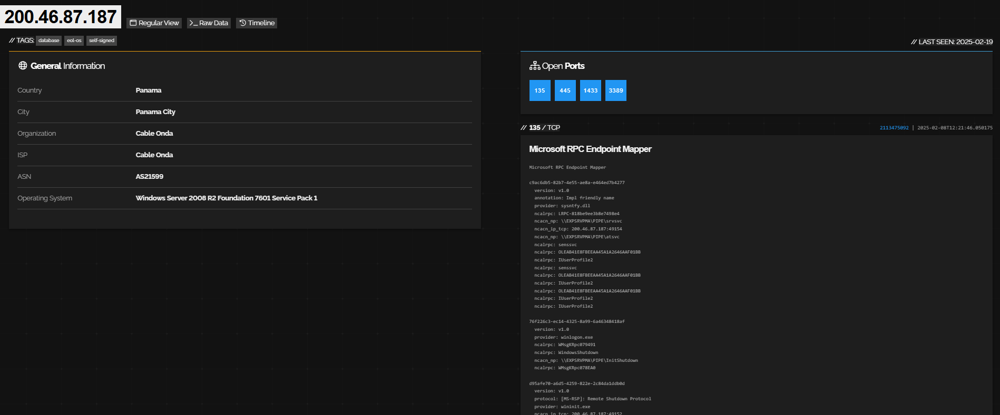 200.46.87.187
Regular View
Raw Data
Timeline
// TAGS: database eol-os self-signed
// LAST SEEN: 2025-02-19
General Information
Country Panama
City Panama City
Organization Cable Onda
ISP Cable Onda
ASN AS21599
Operating System Windows Server 2008 R2 Foundation 7601 Service Pack 1
Open Ports
135 445 1433 3389
// 135 / TCP
2113475092 | 2025-02-08T12:21:46.050175
Microsoft RPC Endpoint Mapper
Microsoft RPC Endpoint Mapper
c9ac6db5-82b7-4e55-ae8a-e464ed7b4277
version: v1.0
annotation: Impl friendly name
provider: sysntfy.dll
ncalrpc: LRPC-818be9ee3b8e7498e4
ncacn_np: \\EXPSRVPMA\PIPE\srvsvc
ncacn_ip_tcp: 200.46.87.187:49154
ncacn_np: \\EXPSRVPMA\PIPE\atsvc
ncalrpc: senssvc
ncalrpc: OLEAB41E8FBEEAA45A1A2646AAF01BB
ncalrpc: IUserProfile2
ncalrpc: senssvc
ncalrpc: OLEAB41E8FBEEAA45A1A2646AAF01BB
ncalrpc: IUserProfile2
ncalrpc: OLEAB41E8FBEEAA45A1A2646AAF01BB
ncalrpc: IUserProfile2
ncalrpc: IUserProfile2
76f226c3-ec14-4325-8a99-6a46348418af
version: v1.0
provider: winlogon.exe
ncalrpc: WMsgKRpc079491
ncalrpc: WindowsShutdown
ncacn_np: \\EXPSRVPMA\PIPE\InitShutdown
ncalrpc: WMsgKRpc078EA0
d95afe70-a6d5-4259-822e-2c84da1ddb0d
version: v1.0
protocol: [MS-RSP]: Remote Shutdown Protocol
provider: wininit.exe
ncacn_ip_tcp: 200.46.87.187:49152